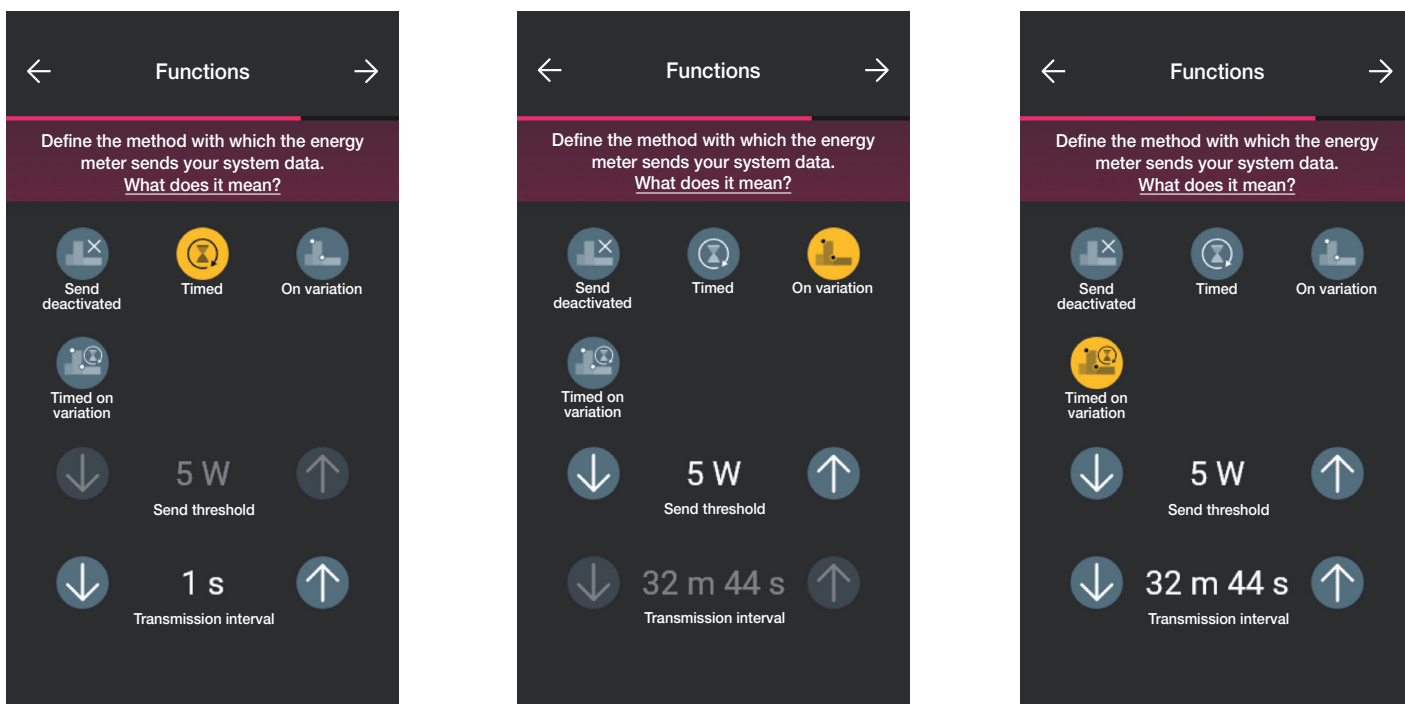 Functions
Define the method with which the energy
meter sends your system data.
What does it mean?
Send
deactivated
Timed
On variation
Timed on
variation
5 W
Send threshold
1 s
Transmission interval
Functions
Define the method with which the energy
meter sends your system data.
What does it mean?
Send
deactivated
Timed
On variation
Timed on
variation
5 W
Send threshold
32 m 44 s
Transmission interval
Functions
Define the method with which the energy
meter sends your system data.
What does it mean?
Send
deactivated
Timed
On variation
Timed on
variation
5 W
Send threshold
32 m 44 s
Transmission interval